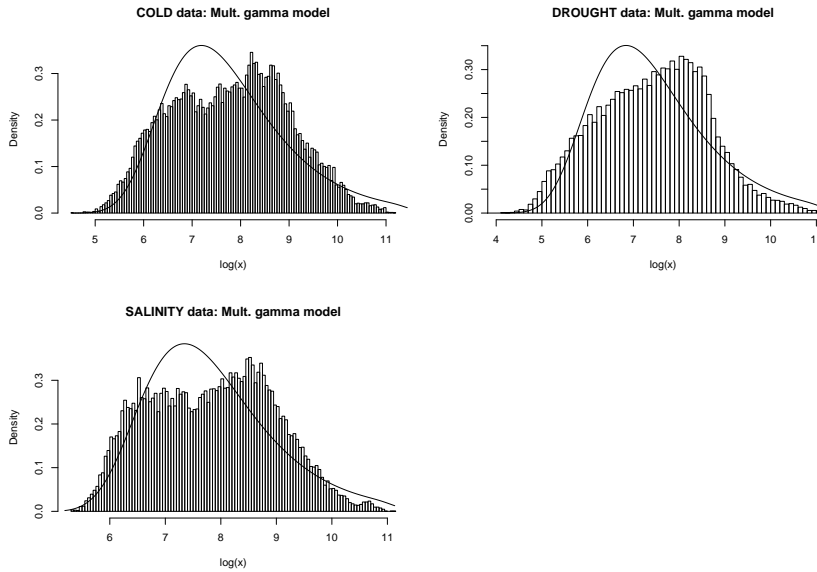 COLD data: Mult. gamma model
Density
0.0 0.1 0.2 0.3
5 6 7 8 9 10 11
log(x)
DROUGHT data: Mult. gamma model
Density
0.00 0.10 0.20 0.30
4 5 6 7 8 9 10 1
log(x)
SALINITY data: Mult. gamma model
Density
0.0 0.1 0.2 0.3
6 7 8 9 10 11
log(x)